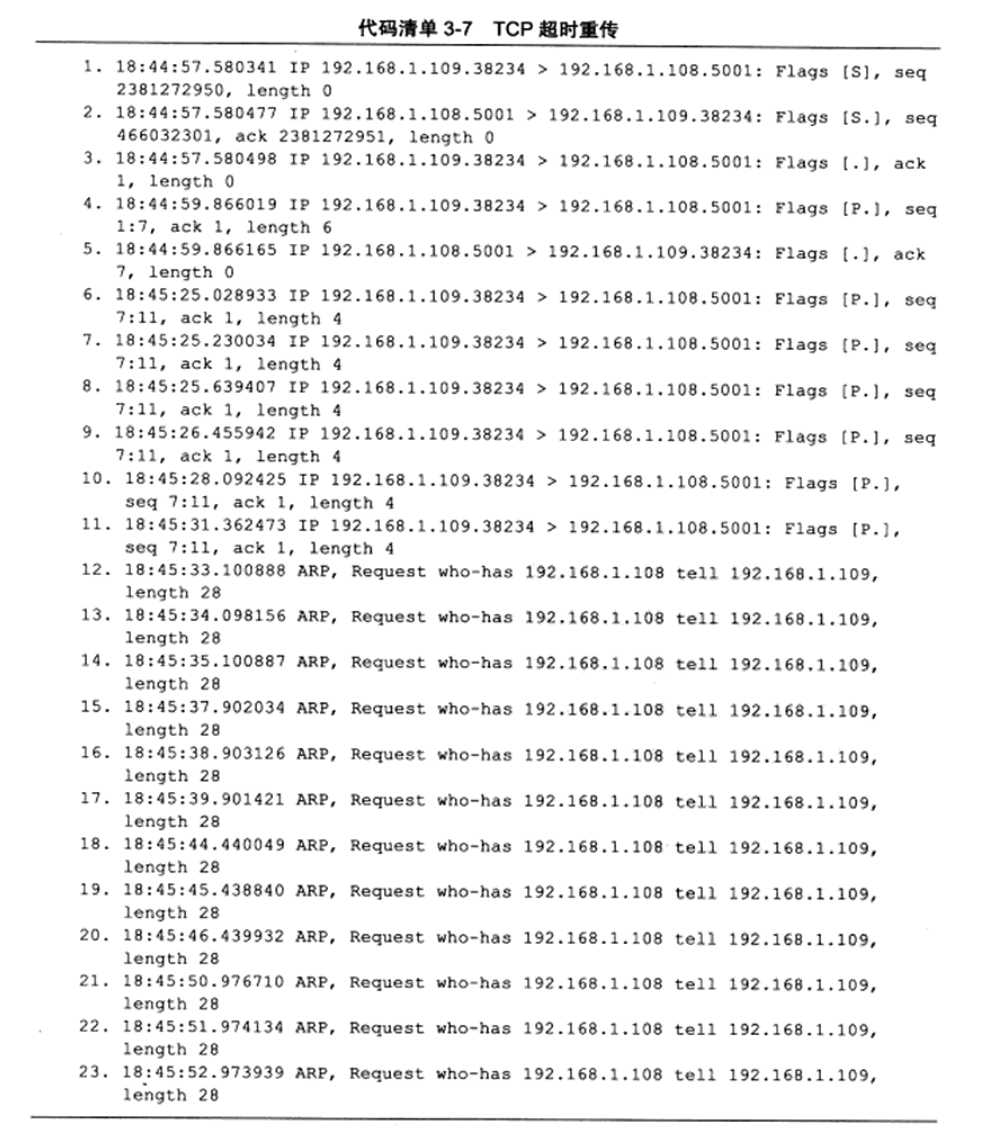 代码清单 3-7 TCP 超时重传
1. 18:44:57.580341 IP 192.168.1.109.38234 > 192.168.1.108.5001: Flags [S], seq
2381272950, length 0
2. 18:44:57.580477 IP 192.168.1.108.5001 > 192.168.1.109.38234: Flags [S.], seq
466032301, ack 2381272951, length 0
3. 18:44:57.580498 IP 192.168.1.109.38234 > 192.168.1.108.5001: Flags [.], ack
1, length 0
4. 18:44:59.866019 IP 192.168.1.109.38234 > 192.168.1.108.5001: Flags [P.], seq
1:7, ack 1, length 6
5. 18:44:59.866165 IP 192.168.1.108.5001 > 192.168.1.109.38234: Flags [.], ack
7, length 0
6. 18:45:25.028933 IP 192.168.1.109.38234 > 192.168.1.108.5001: Flags [P.], seq
7:11, ack 1, length 4
7. 18:45:25.230034 IP 192.168.1.109.38234 > 192.168.1.108.5001: Flags [P.], seq
7:11, ack 1, length 4
8. 18:45:25.639407 IP 192.168.1.109.38234 > 192.168.1.108.5001: Flags [P.], seq
7:11, ack 1, length 4
9. 18:45:26.455942 IP 192.168.1.109.38234 > 192.168.1.108.5001: Flags [P.], seq
7:11, ack 1, length 4
10. 18:45:28.092425 IP 192.168.1.109.38234 > 192.168.1.108.5001: Flags [P.],
seq 7:11, ack 1, length 4
11. 18:45:31.362473 IP 192.168.1.109.38234 > 192.168.1.108.5001: Flags [P.],
seq 7:11, ack 1, length 4
12. 18:45:33.100888 ARP, Request who-has 192.168.1.108 tell 192.168.1.109,
length 28
13. 18:45:34.098156 ARP, Request who-has 192.168.1.108 tell 192.168.1.109,
length 28
14. 18:45:35.100887 ARP, Request who-has 192.168.1.108 tell 192.168.1.109,
length 28
15. 18:45:37.902034 ARP, Request who-has 192.168.1.108 tell 192.168.1.109,
length 28
16. 18:45:38.903126 ARP, Request who-has 192.168.1.108 tell 192.168.1.109,
length 28
17. 18:45:39.901421 ARP, Request who-has 192.168.1.108 tell 192.168.1.109,
length 28
18. 18:45:44.440049 ARP, Request who-has 192.168.1.108 tell 192.168.1.109,
length 28
19. 18:45:45.438840 ARP, Request who-has 192.168.1.108 tell 192.168.1.109,
length 28
20. 18:45:46.439932 ARP, Request who-has 192.168.1.108 tell 192.168.1.109,
length 28
21. 18:45:50.976710 ARP, Request who-has 192.168.1.108 tell 192.168.1.109,
length 28
22. 18:45:51.974134 ARP, Request who-has 192.168.1.108 tell 192.168.1.109,
length 28
23. 18:45:52.973939 ARP, Request who-has 192.168.1.108 tell 192.168.1.109,
length 28